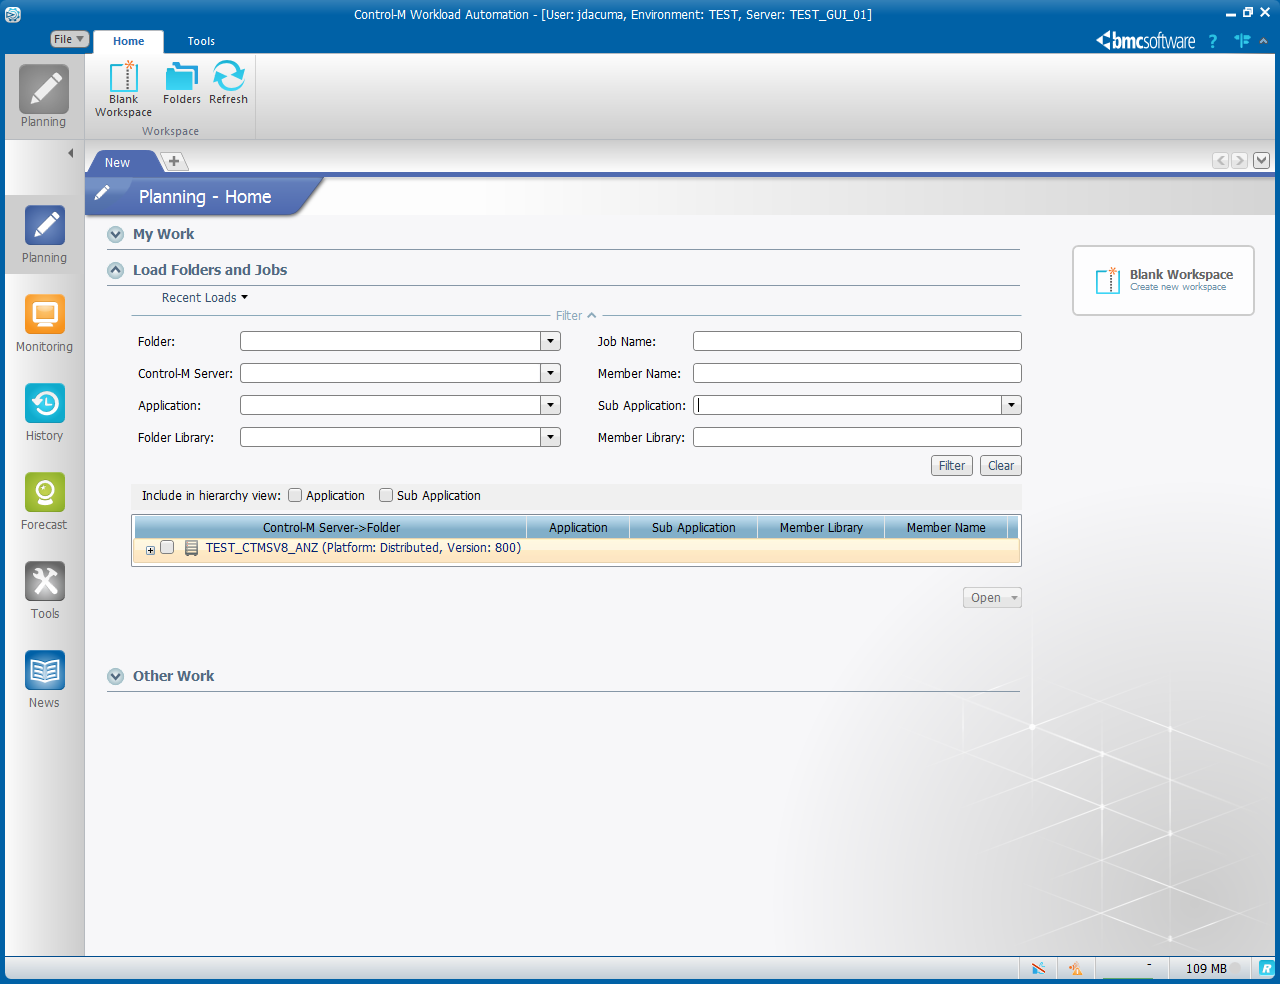 Control-M Workload Automation - [User: jdacuma, Environment: TEST, Server: TEST_GUI_01]
File Home Tools
bmcsoftware ?
Planning
Blank Workspace
Folders
Refresh
Workspace
New
Planning - Home
Planning
Monitoring
History
Forecast
Tools
News
My Work
Load Folders and Jobs
Recent Loads
Filter
Folder: Job Name:
Control-M Server: Member Name:
Application: Sub Application:
Folder Library: Member Library:
Filter Clear
Include in hierarchy view: Application Sub Application
Control-M Server->Folder Application Sub Application Member Library Member Name
TEST_CTMSV8_ANZ (Platform: Distributed, Version: 800)
Open
Other Work
Blank Workspace
Create new workspace
109 MB
R